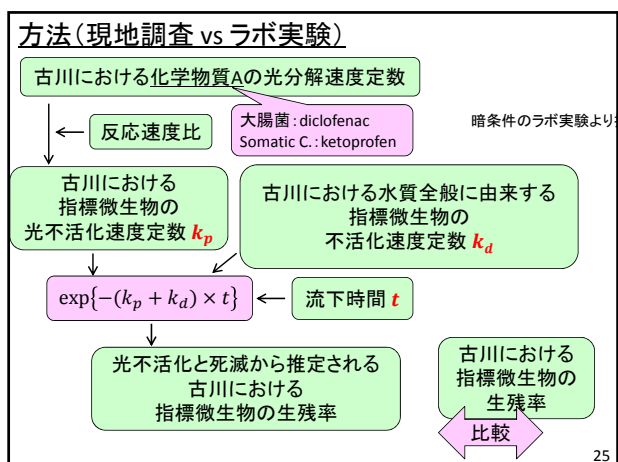 方法（現地調査 vs ラボ実験）
古川における化学物質Aの光分解速度定数
大腸菌：diclofenac
Somatic C.：ketoprofen
暗条件のラボ実験より
反応速度比
古川における
指標微生物の
光不活化速度定数 k_p
古川における水質全般に由来する
指標微生物の
不活化速度定数 k_d
exp{−(k_p + k_d) × t}
流下時間 t
光不活化と死滅から推定される
古川における
指標微生物の生残率
古川における
指標微生物の
生残率
比較
25